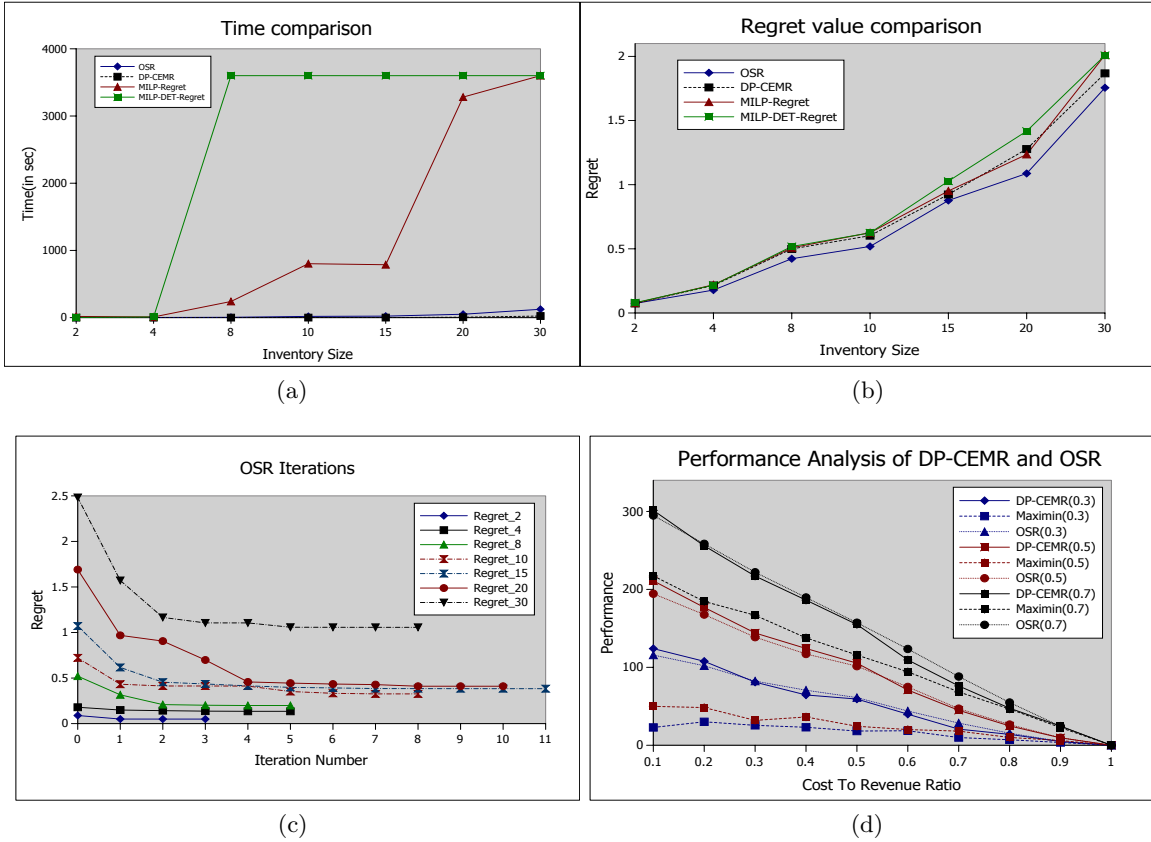 Time comparison
4000
3000
2000
1000
0
Time(in sec)
OSR
DP-CEMR
MILP-Regret
MILP-DET-Regret
2 4 8 10 15 20 30
Inventory Size
(a)
Regret value comparison
2
1.5
1
0.5
0
Regret
OSR
DP-CEMR
MILP-Regret
MILP-DET-Regret
2 4 8 10 15 20 30
Inventory Size
(b)
OSR Iterations
2.5
2
1.5
1
0.5
0
Regret
Regret_2
Regret_4
Regret_8
Regret_10
Regret_15
Regret_20
Regret_30
0 1 2 3 4 5 6 7 8 9 10 11
Iteration Number
(c)
Performance Analysis of DP-CEMR and OSR
300
200
100
0
Performance
DP-CEMR(0.3)
Maximin(0.3)
OSR(0.3)
DP-CEMR(0.5)
Maximin(0.5)
OSR(0.5)
DP-CEMR(0.7)
Maximin(0.7)
OSR(0.7)
0.1 0.2 0.3 0.4 0.5 0.6 0.7 0.8 0.9 1
Cost To Revenue Ratio
(d)